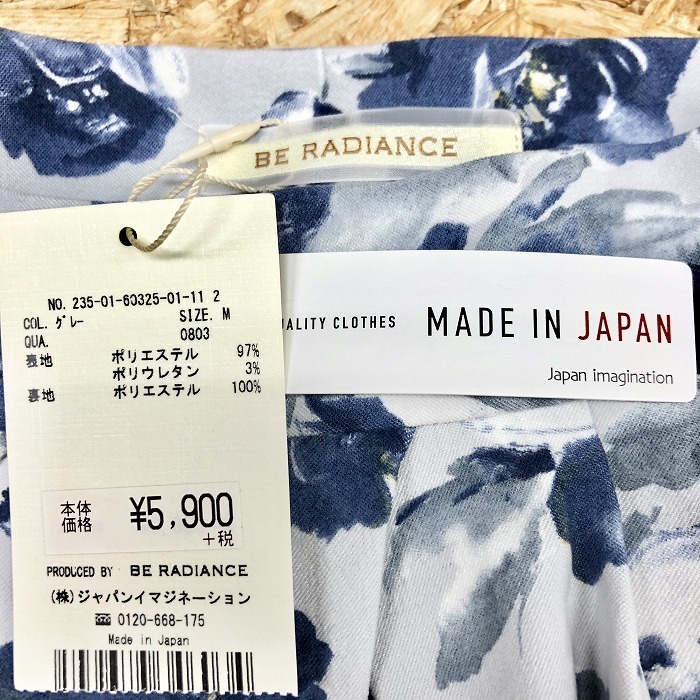 BE RADIANCE
NO. 235-01-60325-01-11 2
COL. グレー SIZE. M
QUA. 0803
表地 ポリエステル 97%
ポリウレタン 3%
裏地 ポリエステル 100%
本体
価格 ¥5,900
+税
PRODUCED BY BE RADIANCE
(株)ジャパンイマジネーション
☎ 0120-668-175
Made in Japan
CLOTHES MADE IN JAPAN
Japan imagination